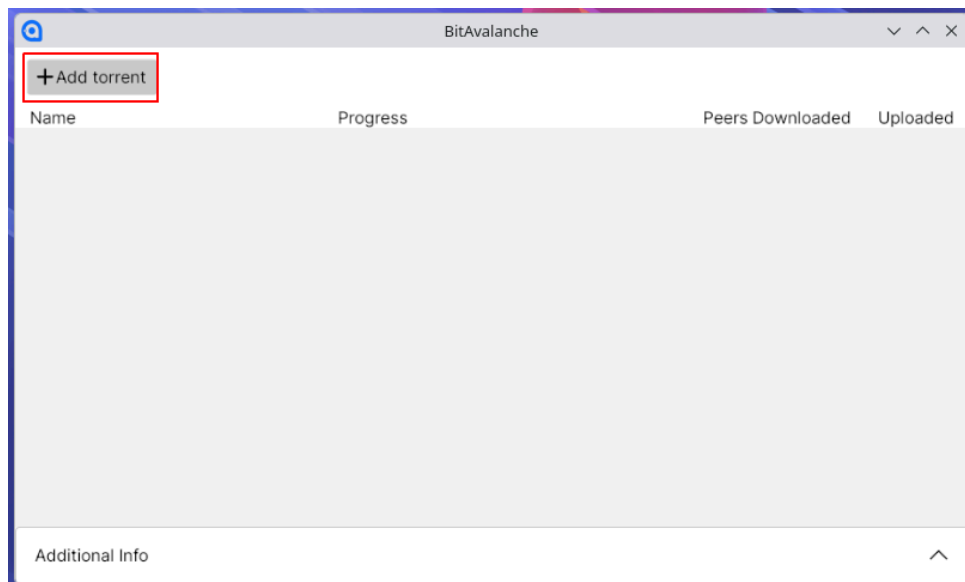 BitAvalanche
+Add torrent
Name Progress Peers Downloaded Uploaded
Additional Info